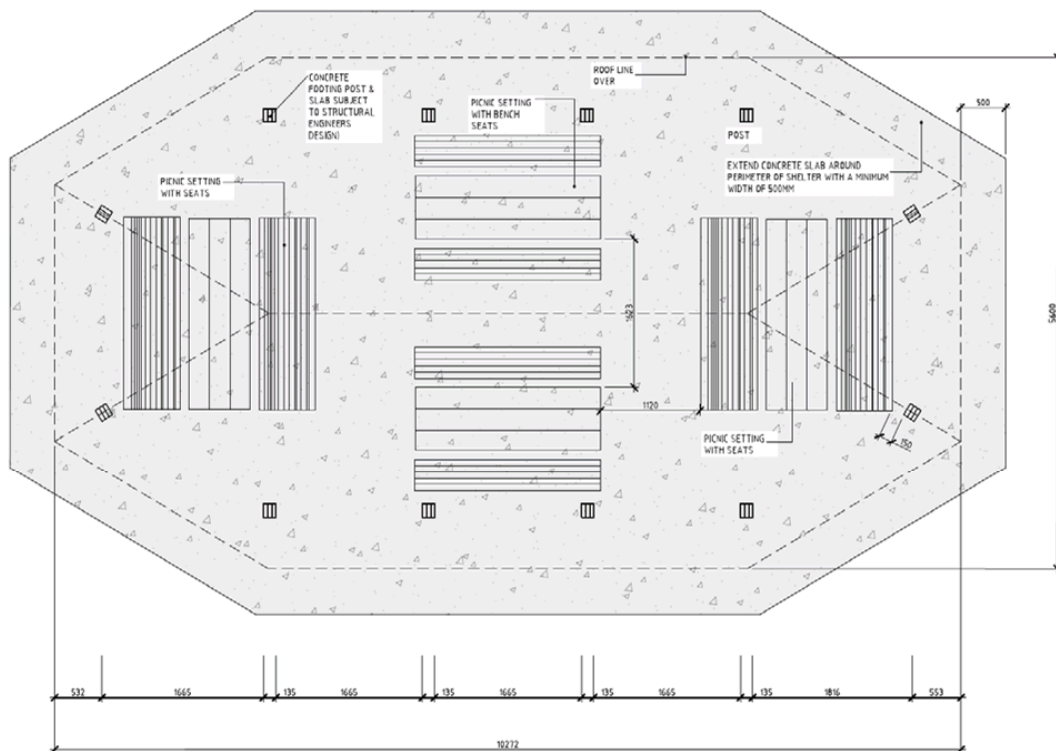 CONCRETE
FOOTING POST &
SLAB SUBJECT
TO STRUCTURAL
ENGINEERS
DESIGN)
ROOF LINE
OVER
PICNIC SETTING
WITH BENCH
SEATS
500
POST
EXTEND CONCRETE SLAB AROUND
PERIMETER OF SHELTER WITH A MINIMUM
WIDTH OF 500MM
PICNIC SETTING
WITH SEATS
1623
5600
1120
PICNIC SETTING
WITH SEATS
150
532
1665
135
1665
135
1665
135
1665
135
1816
553
10272